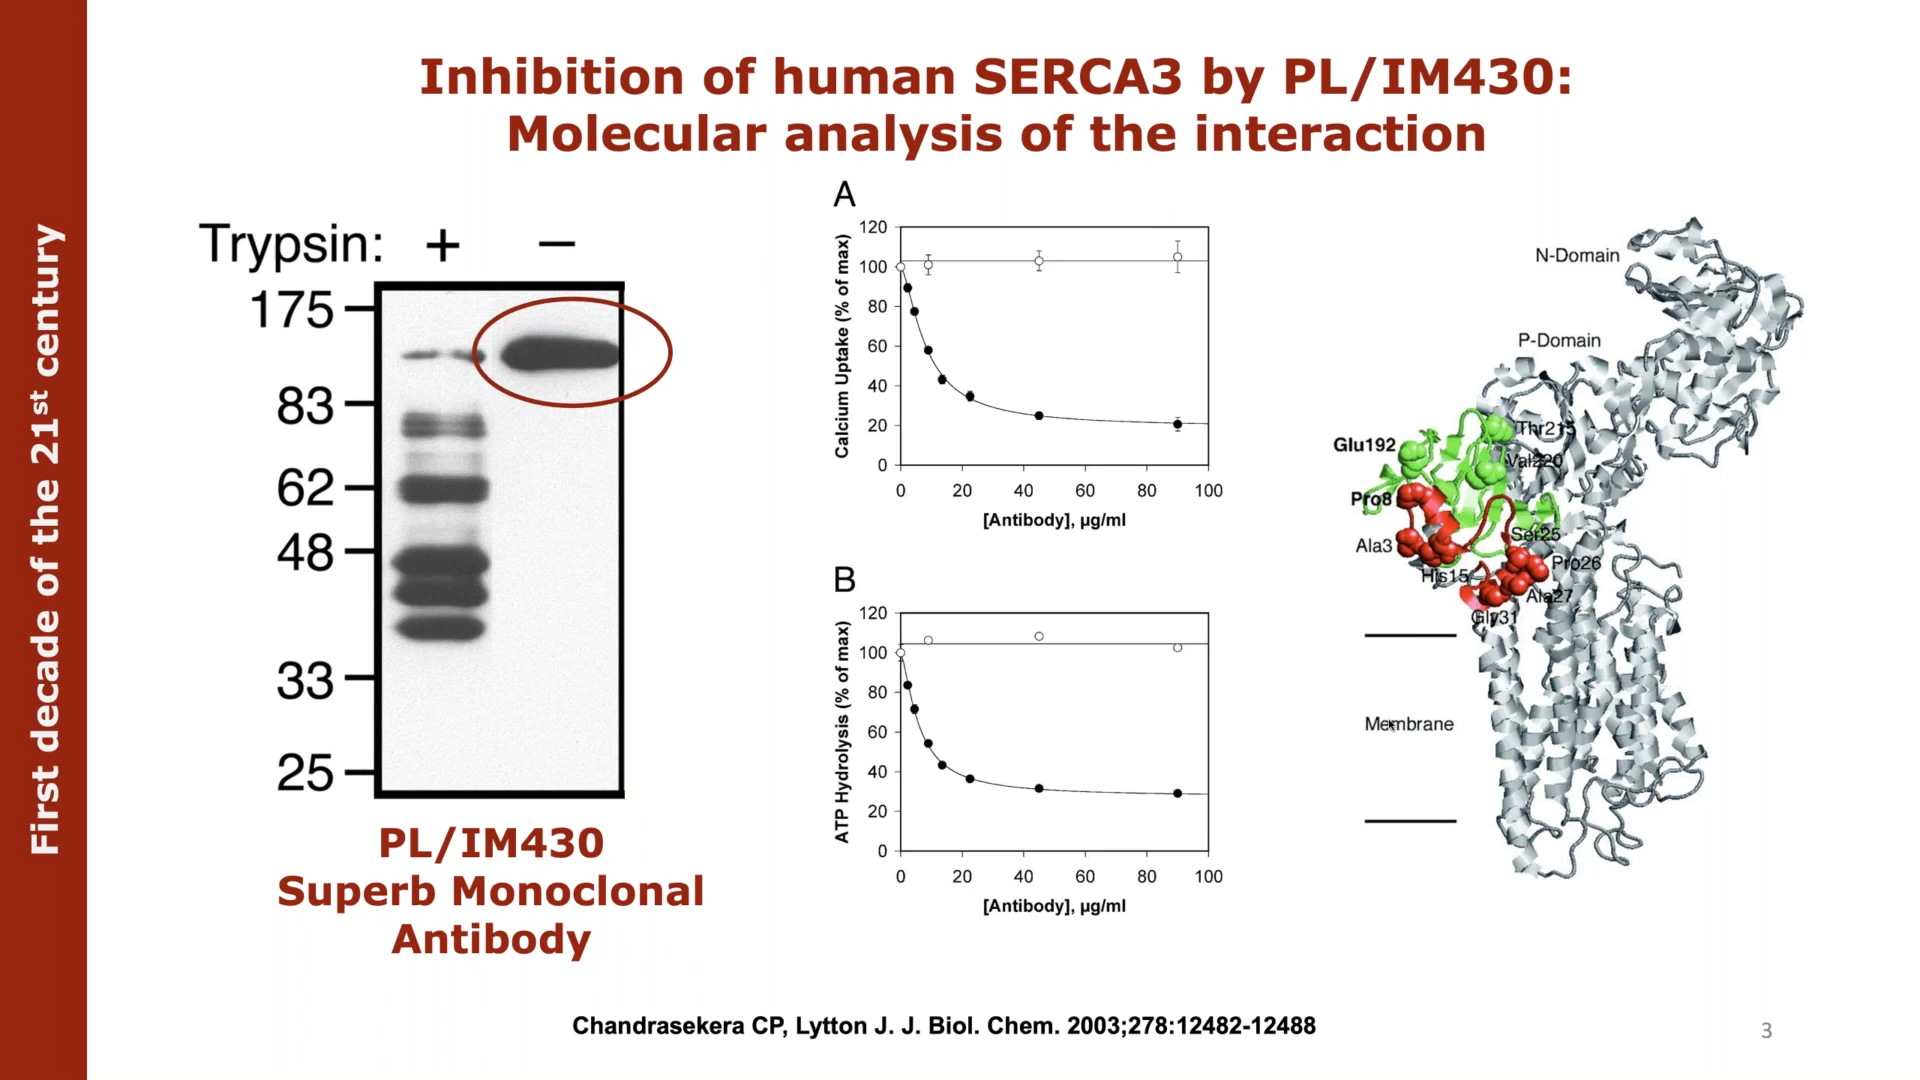 Inhibition of human SERCA3 by PL/IM430:
Molecular analysis of the interaction
First decade of the 21st century
Trypsin: + −
175
83
62
48
33
25
PL/IM430
Superb Monoclonal
Antibody
A
Calcium Uptake (% of max)
120
100
80
60
40
20
0
0 20 40 60 80 100
[Antibody], µg/ml
B
ATP Hydrolysis (% of max)
120
100
80
60
40
20
0
0 20 40 60 80 100
[Antibody], µg/ml
N-Domain
P-Domain
Thr215
Glu192
Val220
Pro8
Ser25
Ala3
Pro26
His15
Ala27
Gly31
Membrane
Chandrasekera CP, Lytton J. J. Biol. Chem. 2003;278:12482-12488
3